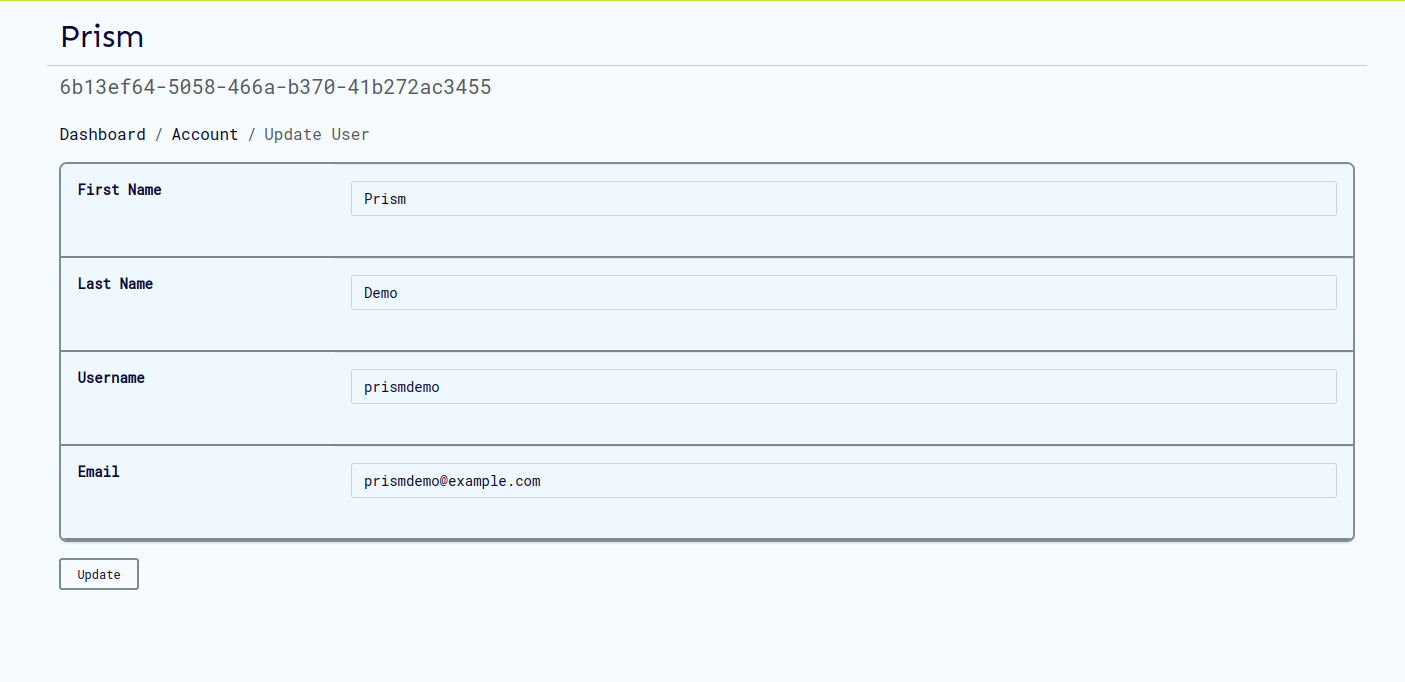 Prism
6b13ef64-5058-466a-b370-41b272ac3455
Dashboard / Account / Update User
First Name
Prism
Last Name
Demo
Username
prismdemo
Email
prismdemo@example.com
Update